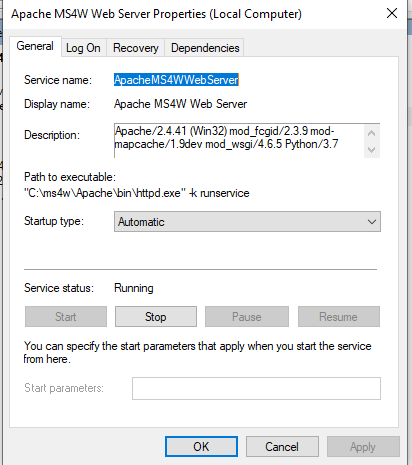 Apache MS4W Web Server Properties (Local Computer)
General Log On Recovery Dependencies
Service name: ApacheMS4WWebServer
Display name: Apache MS4W Web Server
Description: Apache/2.4.41 (Win32) mod_fcgid/2.3.9 mod-
mapcache/1.9dev mod_wsgi/4.6.5 Python/3.7
Path to executable:
"C:\ms4w\Apache\bin\httpd.exe" -k runservice
Startup type: Automatic
Service status: Running
Start Stop Pause Resume
You can specify the start parameters that apply when you start the service
from here.
Start parameters:
OK Cancel Apply